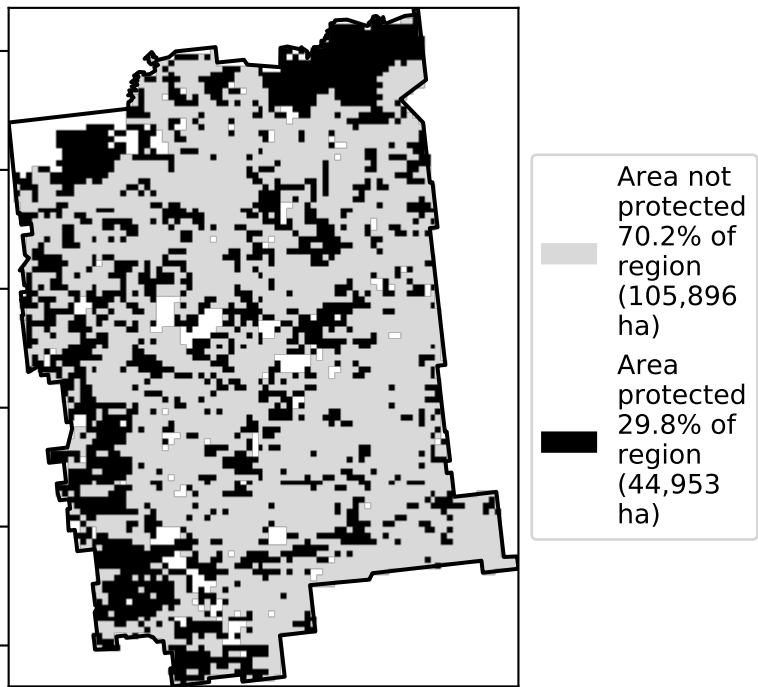 Area not
protected
70.2% of
region
(105,896
ha)
Area
protected
29.8% of
region
(44,953
ha)